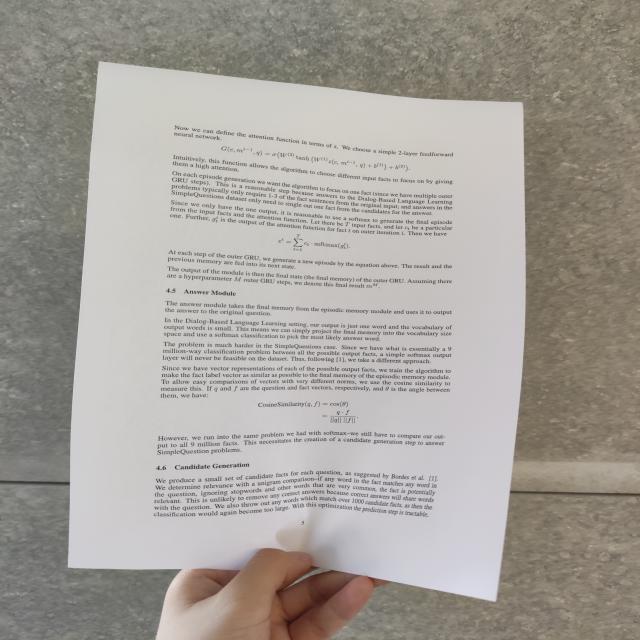 Now we can define the attention function in terms of z. We choose a simple 2-layer feedforward
neural network.
G(c, m^{i−1}, q) = σ(W^{(2)} tanh (W^{(1)} z(c, m^{i−1}, q) + b^{(1)}) + b^{(2)}).
Intuitively, this function allows the algorithm to choose different input facts to focus on by giving
them a high attention.
On each episode generation we want the algorithm to focus on one fact (since we have multiple outer
GRU steps). This is a reasonable step because answers to the Dialog-Based Language Learning
problems typically only require 1-2 of the fact sentences from the original input, and answers in the
SimpleQuestions dataset only need to single out one fact from the candidates for the answer.
Since we only have the one output, it is reasonable to use a softmax to generate the final episode
from the input facts and the attention function. Let there be T input facts, and let c_t be a particular
one. Further, g_t^i is the output of the attention function for fact t on outer iteration i. Then we have
e^i = \sum_{t=1}^{T} c_t · softmax(g_t^i).
At each step of the outer GRU, we generate a new episode by the equation above. The result and the
previous memory are fed into its next state.
The output of the module is then the final state (the final memory) of the outer GRU. Assuming there
are a hyperparameter M outer GRU steps, we denote this final result m^M.
4.5 Answer Module
The answer module takes the final memory from the episodic memory module and uses it to output
the answer to the original question.
In the Dialog-Based Language Learning setting, our output is just one word and the vocabulary of
output words is small. This means we can simply project the final memory into the vocabulary size
space and use a softmax classification to pick the most likely answer word.
The problem is much harder in the SimpleQuestions case. Since we have what is essentially a 9
million-way classification problem between all the possible output facts, a simple softmax output
layer will never be feasible on the dataset. Thus, following [1], we take a different approach.
Since we have vector representations of each of the possible output facts, we train the algorithm to
make the fact label vector as similar as possible to the final memory of the episodic memory module.
To allow easy comparisons of vectors with very different norms, we use the cosine similarity to
measure this. If q and f are the question and fact vectors, respectively, and θ is the angle between
them, we have:
CosineSimilarity(q, f) = cos(θ)
= \frac{q · f}{||q|| ||f||}.
However, we run into the same problem we had with softmax–we still have to compare our out-
put to all 9 million facts. This necessitates the creation of a candidate generation step to answer
SimpleQuestion problems.
4.6 Candidate Generation
We produce a small set of candidate facts for each question, as suggested by Bordes et al. [1].
We determine relevance with a unigram comparison–if any word in the fact matches any word in
the question, ignoring stopwords and other words that are very common, the fact is potentially
relevant. This is unlikely to remove any correct answers because correct answers will share words
with the question. We also throw out any words which match over 1000 candidate facts, as then the
classification would again become too large. With this optimization the prediction step is tractable.
5